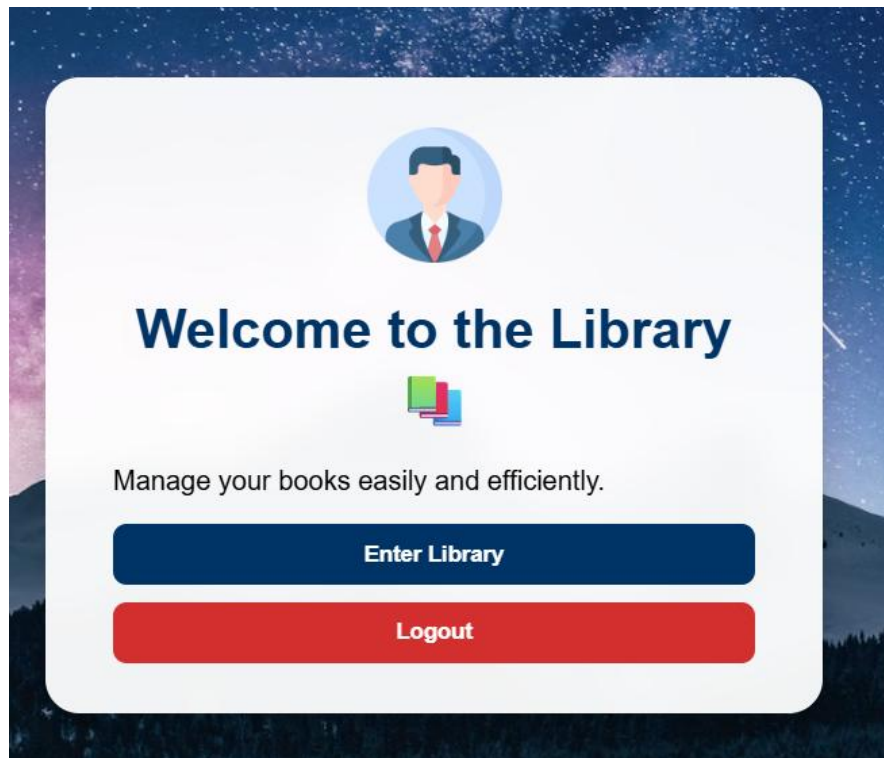 Welcome to the Library
Manage your books easily and efficiently.
Enter Library
Logout